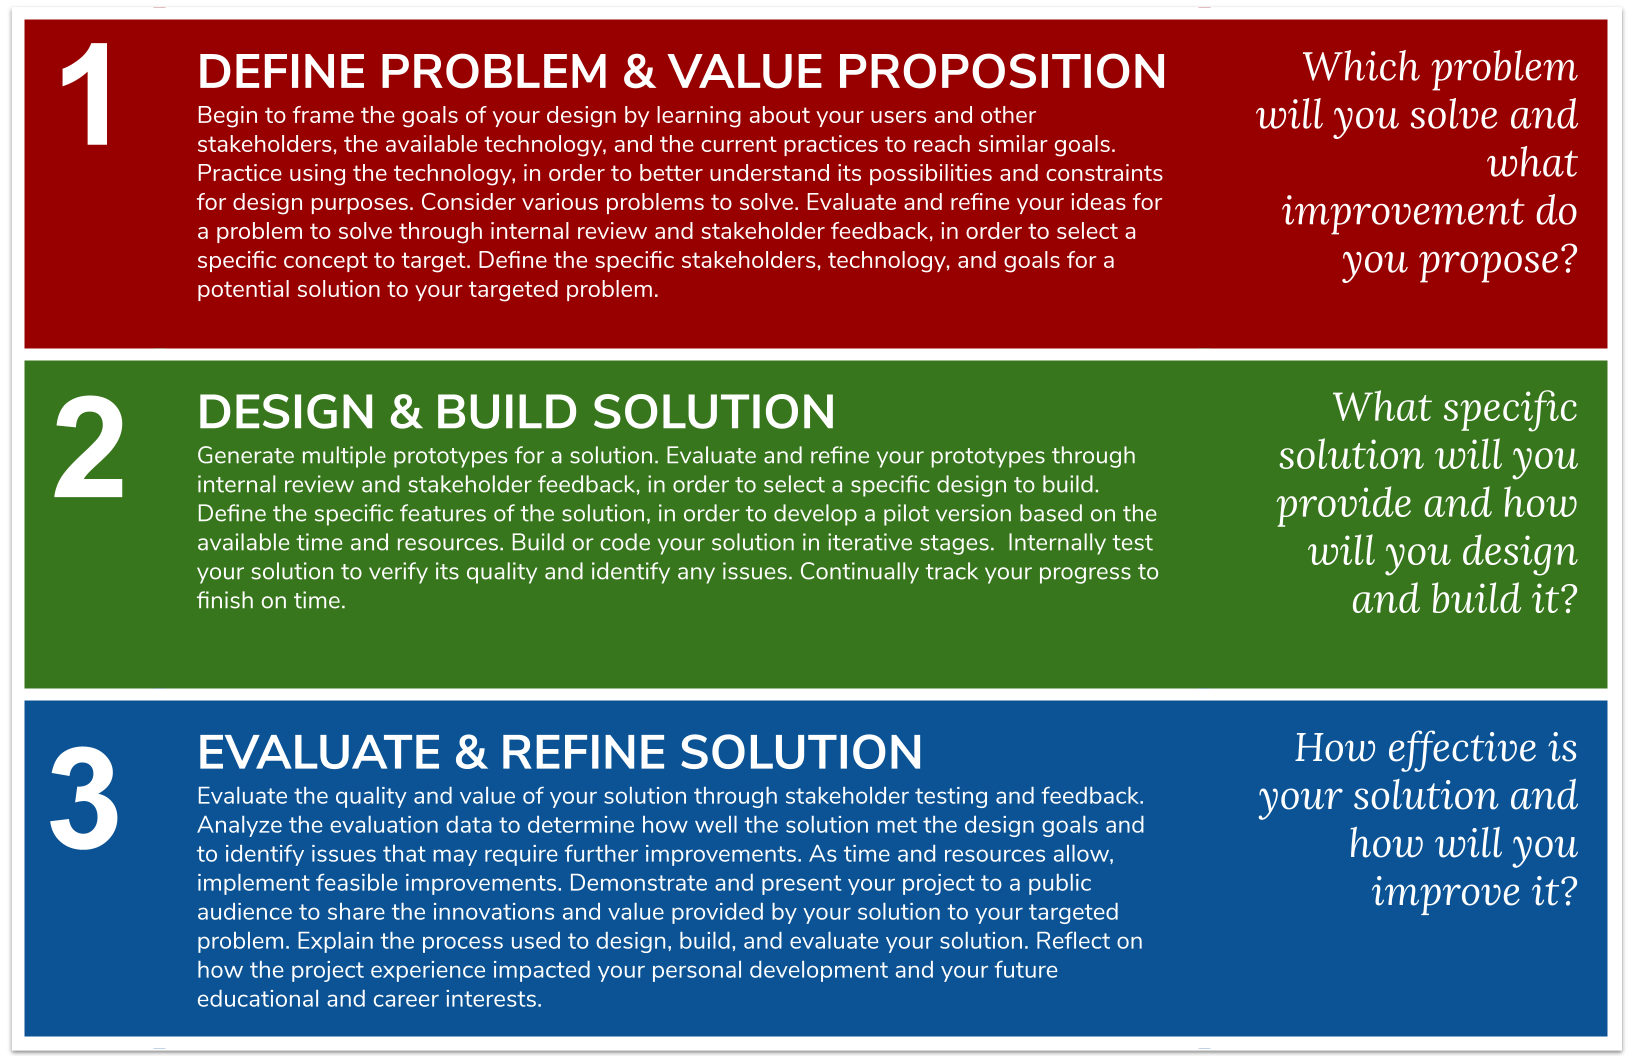 1
DEFINE PROBLEM & VALUE PROPOSITION
Begin to frame the goals of your design by learning about your users and other
stakeholders, the available technology, and the current practices to reach similar goals.
Practice using the technology, in order to better understand its possibilities and constraints
for design purposes. Consider various problems to solve. Evaluate and refine your ideas for
a problem to solve through internal review and stakeholder feedback, in order to select a
specific concept to target. Define the specific stakeholders, technology, and goals for a
potential solution to your targeted problem.
Which problem
will you solve and
what
improvement do
you propose?
2
DESIGN & BUILD SOLUTION
Generate multiple prototypes for a solution. Evaluate and refine your prototypes through
internal review and stakeholder feedback, in order to select a specific design to build.
Define the specific features of the solution, in order to develop a pilot version based on the
available time and resources. Build or code your solution in iterative stages.  Internally test
your solution to verify its quality and identify any issues. Continually track your progress to
finish on time.
What specific
solution will you
provide and how
will you design
and build it?
3
EVALUATE & REFINE SOLUTION
Evaluate the quality and value of your solution through stakeholder testing and feedback.
Analyze the evaluation data to determine how well the solution met the design goals and
to identify issues that may require further improvements. As time and resources allow,
implement feasible improvements. Demonstrate and present your project to a public
audience to share the innovations and value provided by your solution to your targeted
problem. Explain the process used to design, build, and evaluate your solution. Reflect on
how the project experience impacted your personal development and your future
educational and career interests.
How effective is
your solution and
how will you
improve it?